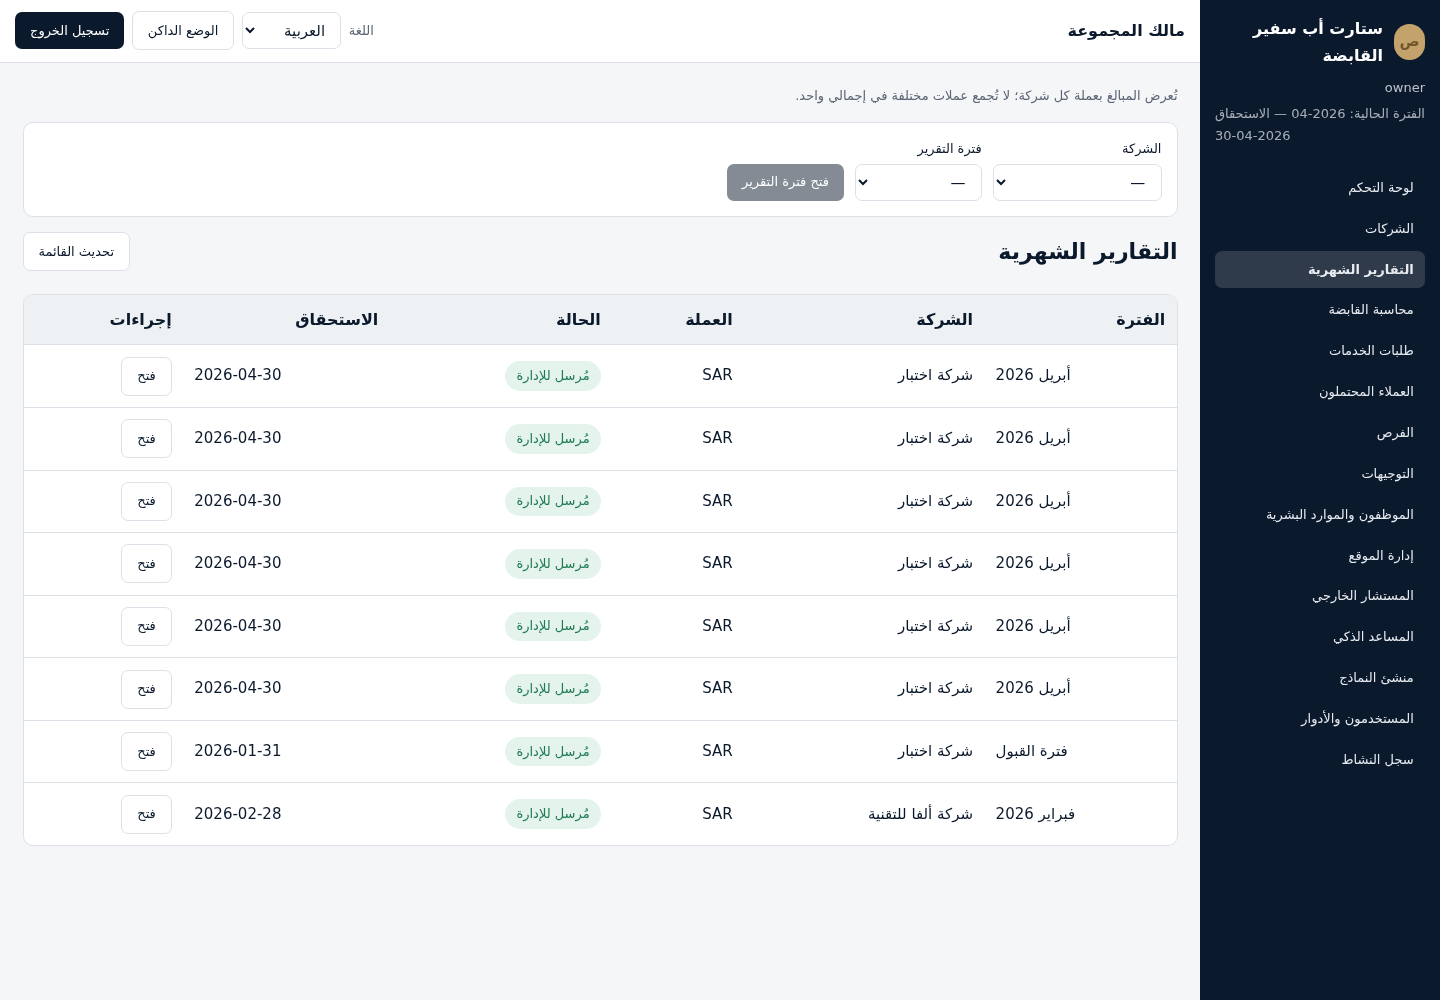 ص
ستارت أب سفير القابضة
owner
الفترة الحالية: 2026-04 — الاستحقاق
2026-04-30
لوحة التحكم
الشركات
التقارير الشهرية
محاسبة القابضة
طلبات الخدمات
العملاء المحتملون
الفرص
التوجيهات
الموظفون والموارد البشرية
إدارة الموقع
المستشار الخارجي
المساعد الذكي
منشئ النماذج
المستخدمون والأدوار
سجل النشاط
مالك المجموعة
اللغة العربية الوضع الداكن تسجيل الخروج
تُعرض المبالغ بعملة كل شركة؛ لا تُجمع عملات مختلفة في إجمالي واحد.
الشركة فترة التقرير
— — فتح فترة التقرير
التقارير الشهرية تحديث القائمة
الفترة الشركة العملة الحالة الاستحقاق إجراءات
أبريل 2026 شركة اختبار SAR مُرسل للإدارة 2026-04-30 فتح
أبريل 2026 شركة اختبار SAR مُرسل للإدارة 2026-04-30 فتح
أبريل 2026 شركة اختبار SAR مُرسل للإدارة 2026-04-30 فتح
أبريل 2026 شركة اختبار SAR مُرسل للإدارة 2026-04-30 فتح
أبريل 2026 شركة اختبار SAR مُرسل للإدارة 2026-04-30 فتح
أبريل 2026 شركة اختبار SAR مُرسل للإدارة 2026-04-30 فتح
فترة القبول شركة اختبار SAR مُرسل للإدارة 2026-01-31 فتح
فبراير 2026 شركة ألفا للتقنية SAR مُرسل للإدارة 2026-02-28 فتح